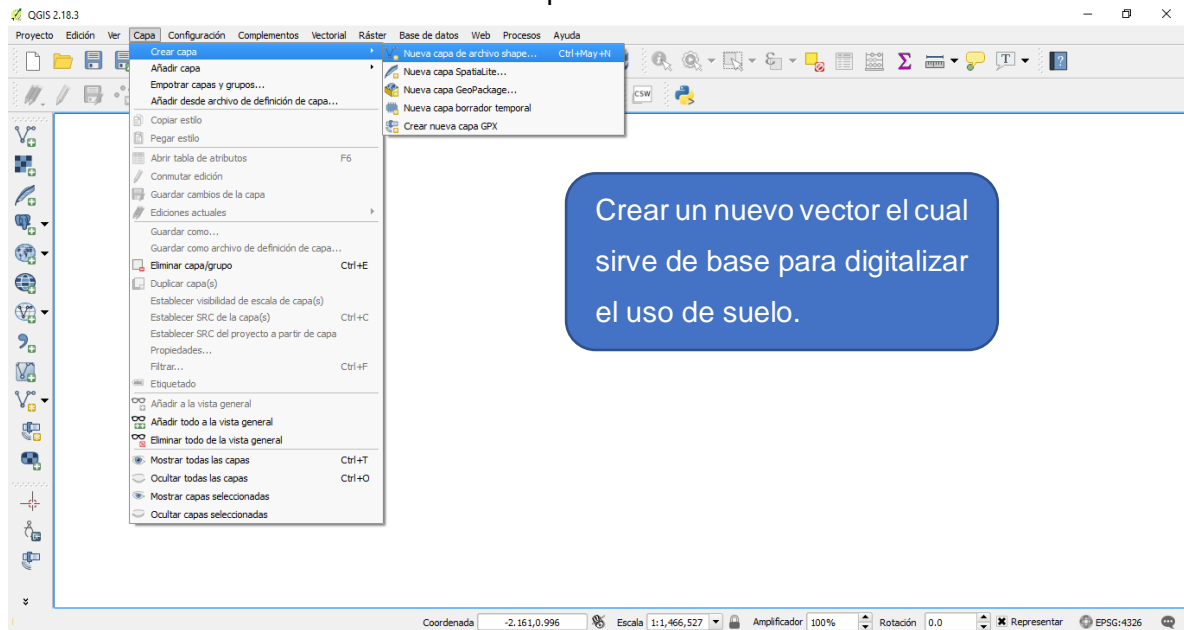 QGIS 2.18.3
Proyecto Edición Ver Capa Configuración Complementos Vectorial Ráster Base de datos Web Procesos Ayuda
Crear capa
Añadir capa
Empotrar capas y grupos...
Añadir desde archivo de definición de capa...
Copiar estilo
Pegar estilo
Abrir tabla de atributos F6
Conmutar edición
Guardar cambios de la capa
Ediciones actuales
Guardar como...
Guardar como archivo de definición de capa...
Eliminar capa/grupo Ctrl+E
Duplicar capa(s)
Establecer visibilidad de escala de capa(s)
Establecer SRC de la capa(s) Ctrl+C
Establecer SRC del proyecto a partir de capa
Propiedades...
Filtrar... Ctrl+F
Etiquetado
Añadir a la vista general
Añadir todo a la vista general
Eliminar todo de la vista general
Mostrar todas las capas Ctrl+T
Ocultar todas las capas Ctrl+O
Mostrar capas seleccionadas
Ocultar capas seleccionadas
Nueva capa de archivo shape... Ctrl+May+N
Nueva capa SpatiaLite...
Nueva capa GeoPackage...
Nueva capa borrador temporal
Crear nueva capa GPX
CSW
Crear un nuevo vector el cual
sirve de base para digitalizar
el uso de suelo.
Coordenada -2.161,0.996 Escala 1:1,466,527 Amplificador 100% Rotación 0.0 Representar EPSG:4326